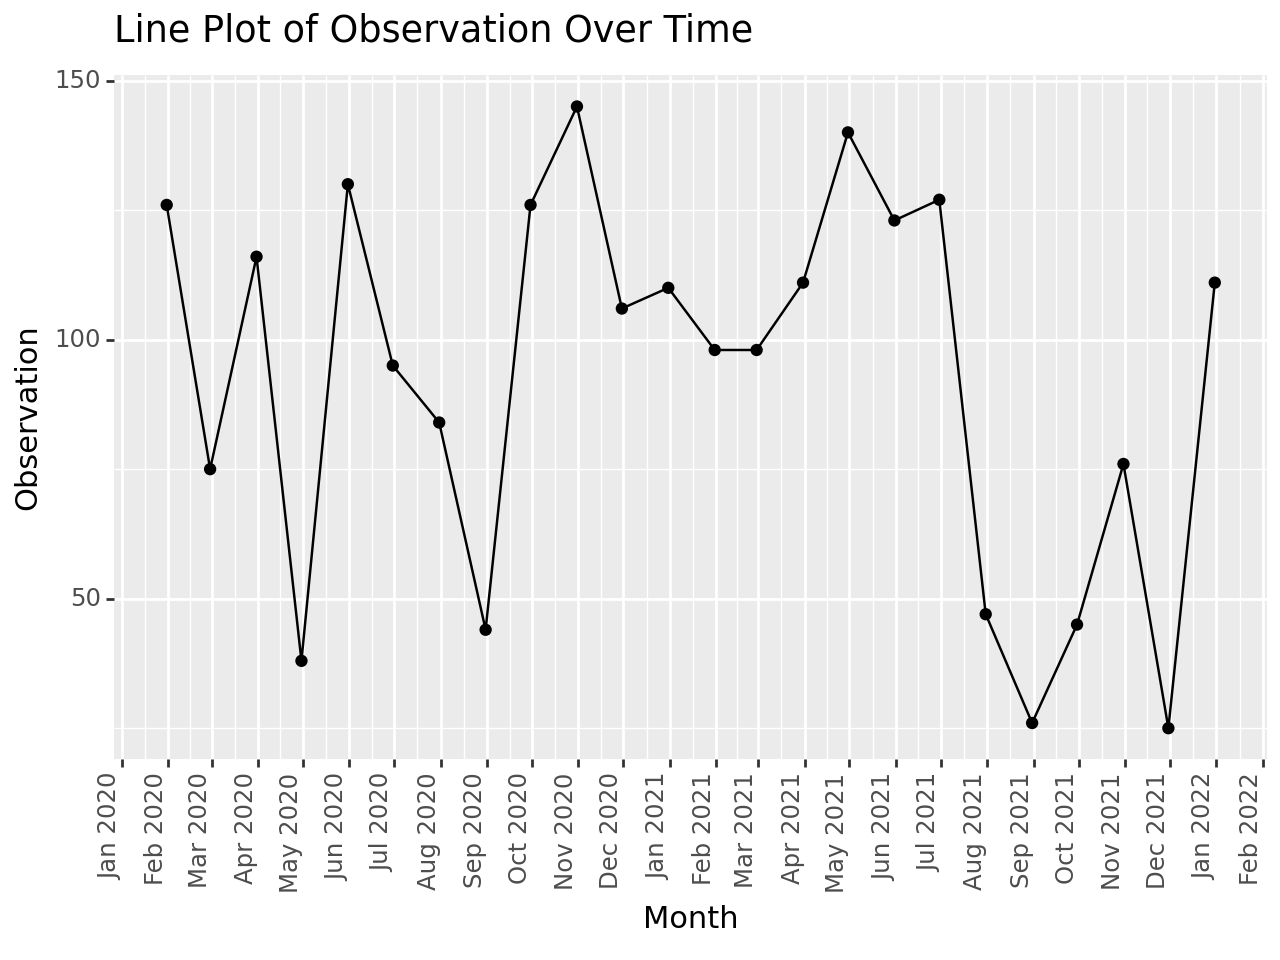 Line Plot of Observation Over Time
150
100
50
Observation
Jan 2020
Feb 2020
Mar 2020
Apr 2020
May 2020
Jun 2020
Jul 2020
Aug 2020
Sep 2020
Oct 2020
Nov 2020
Dec 2020
Jan 2021
Feb 2021
Mar 2021
Apr 2021
May 2021
Jun 2021
Jul 2021
Aug 2021
Sep 2021
Oct 2021
Nov 2021
Dec 2021
Jan 2022
Feb 2022
Month